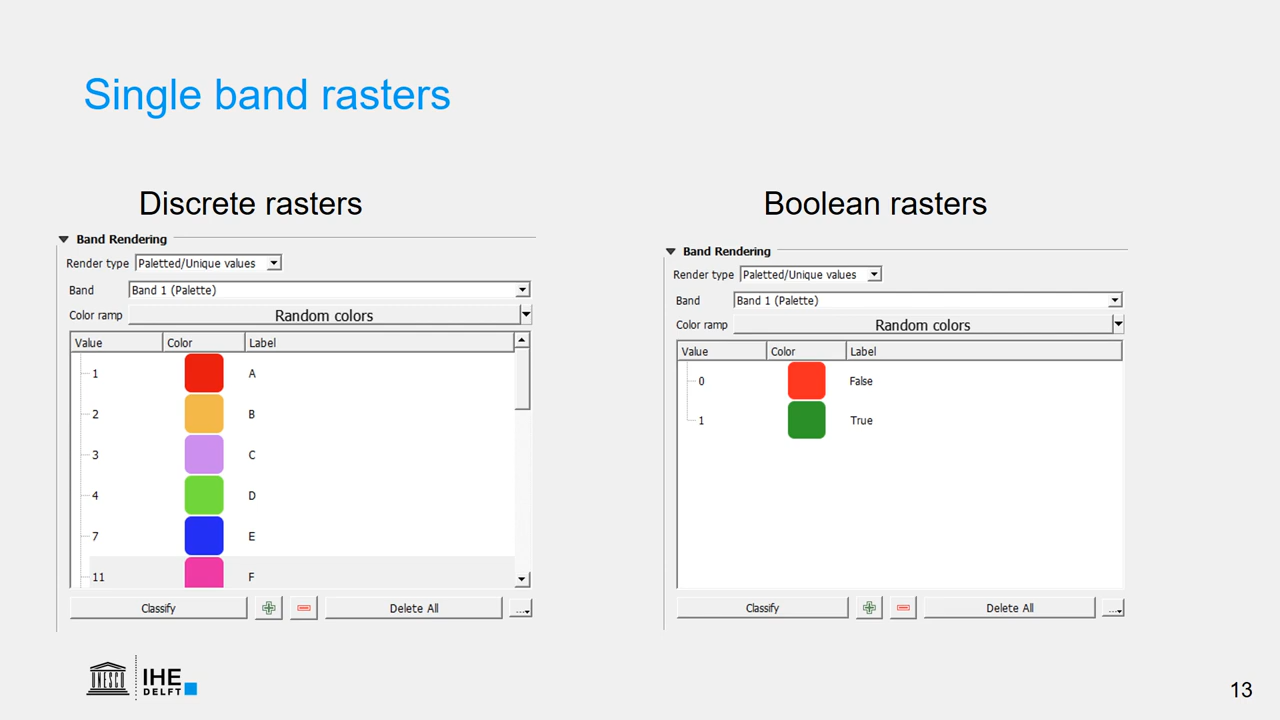 Single band rasters
Discrete rasters
Band Rendering
Render type Paletted/Unique values
Band Band 1 (Palette)
Color ramp Random colors
Value Color Label
1 A
2 B
3 C
4 D
7 E
11 F
Classify Delete All ...
Boolean rasters
Band Rendering
Render type Paletted/Unique values
Band Band 1 (Palette)
Color ramp Random colors
Value Color Label
0 False
1 True
Classify Delete All ...
UNESCO
IHE
DELFT
13